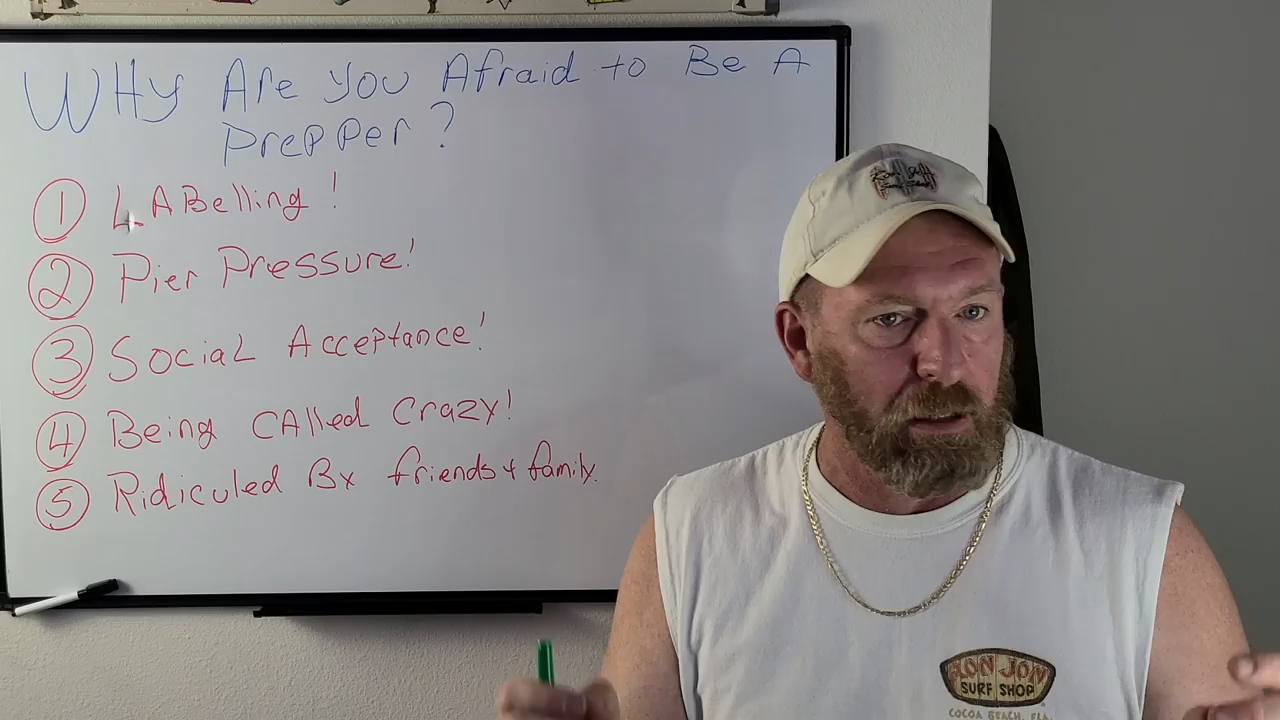 WHy Are you Afraid to Be A
Prepper?
1 LABelling!
2 Pier Pressure!
3 Social Acceptance!
4 Being CAlled Crazy!
5 Ridiculed By friends & family.
RON JON
SURF SHOP
COCOA BEACH, FLA.